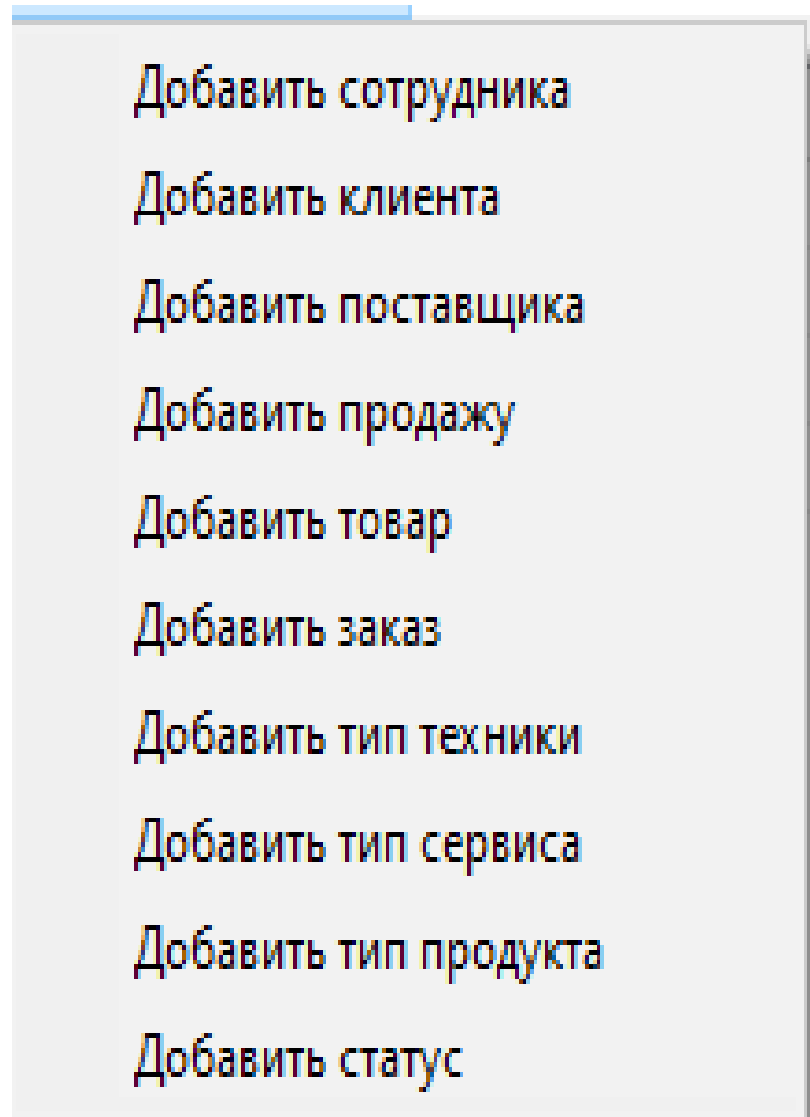 Добавить сотрудника
Добавить клиента
Добавить поставщика
Добавить продажу
Добавить товар
Добавить заказ
Добавить тип техники
Добавить тип сервиса
Добавить тип продукта
Добавить статус